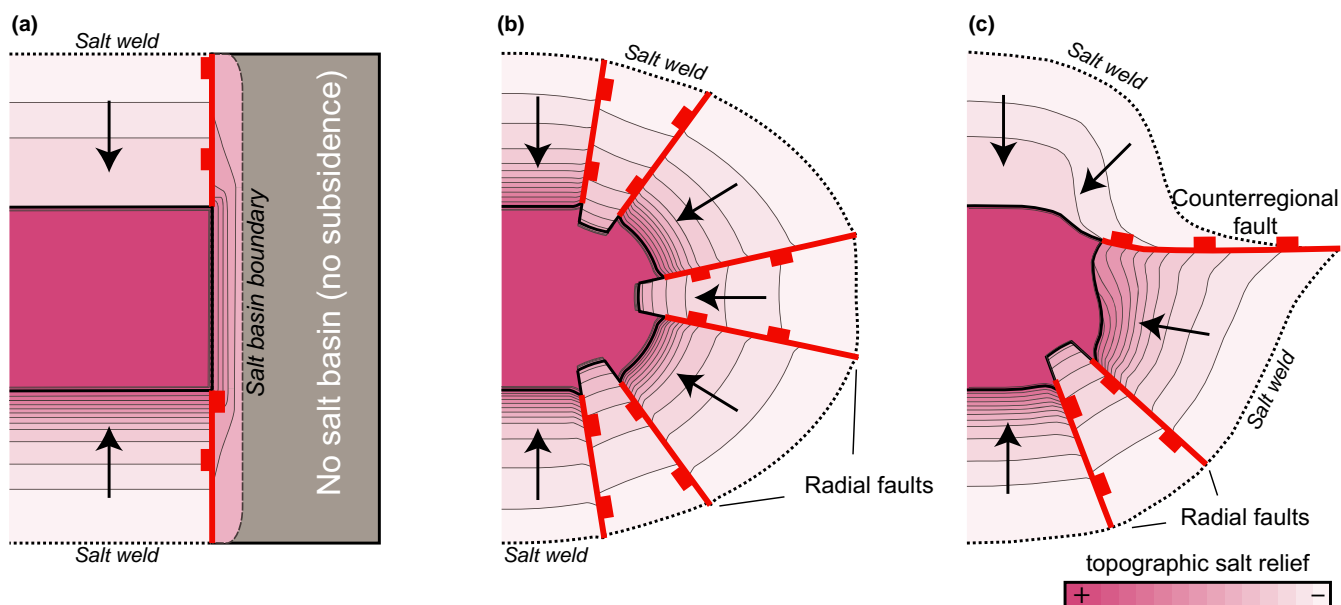 (a)
Salt weld
Salt basin boundary
No salt basin (no subsidence)
Salt weld
(b)
Salt weld
Salt weld
Radial faults
(c)
Salt weld
Counterregional
fault
Salt weld
Radial faults
topographic salt relief
+ −